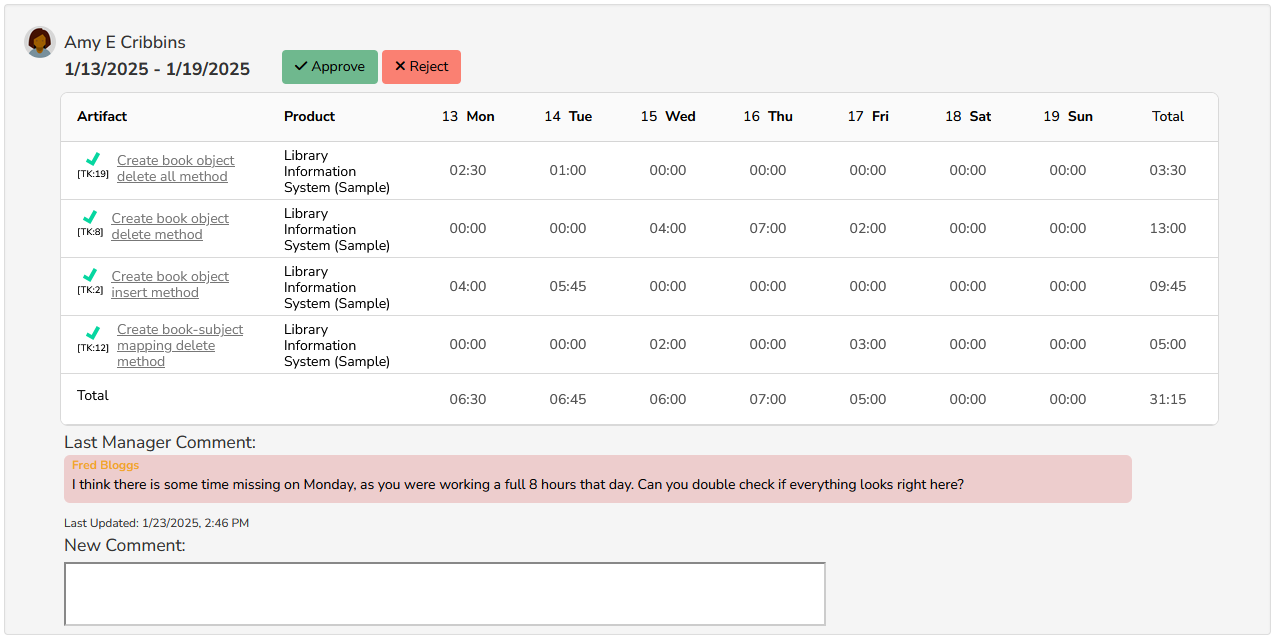 Amy E Cribbins
1/13/2025 - 1/19/2025
Approve Reject
Artifact Product 13 Mon 14 Tue 15 Wed 16 Thu 17 Fri 18 Sat 19 Sun Total
[TK:19]
Create book object
delete all method
Library
Information
System (Sample)
02:30 01:00 00:00 00:00 00:00 00:00 00:00 03:30
[TK:8]
Create book object
delete method
Library
Information
System (Sample)
00:00 00:00 04:00 07:00 02:00 00:00 00:00 13:00
[TK:2]
Create book object
insert method
Library
Information
System (Sample)
04:00 05:45 00:00 00:00 00:00 00:00 00:00 09:45
[TK:12]
Create book-subject
mapping delete
method
Library
Information
System (Sample)
00:00 00:00 02:00 00:00 03:00 00:00 00:00 05:00
Total 06:30 06:45 06:00 07:00 05:00 00:00 00:00 31:15
Last Manager Comment:
Fred Bloggs
I think there is some time missing on Monday, as you were working a full 8 hours that day. Can you double check if everything looks right here?
Last Updated: 1/23/2025, 2:46 PM
New Comment: